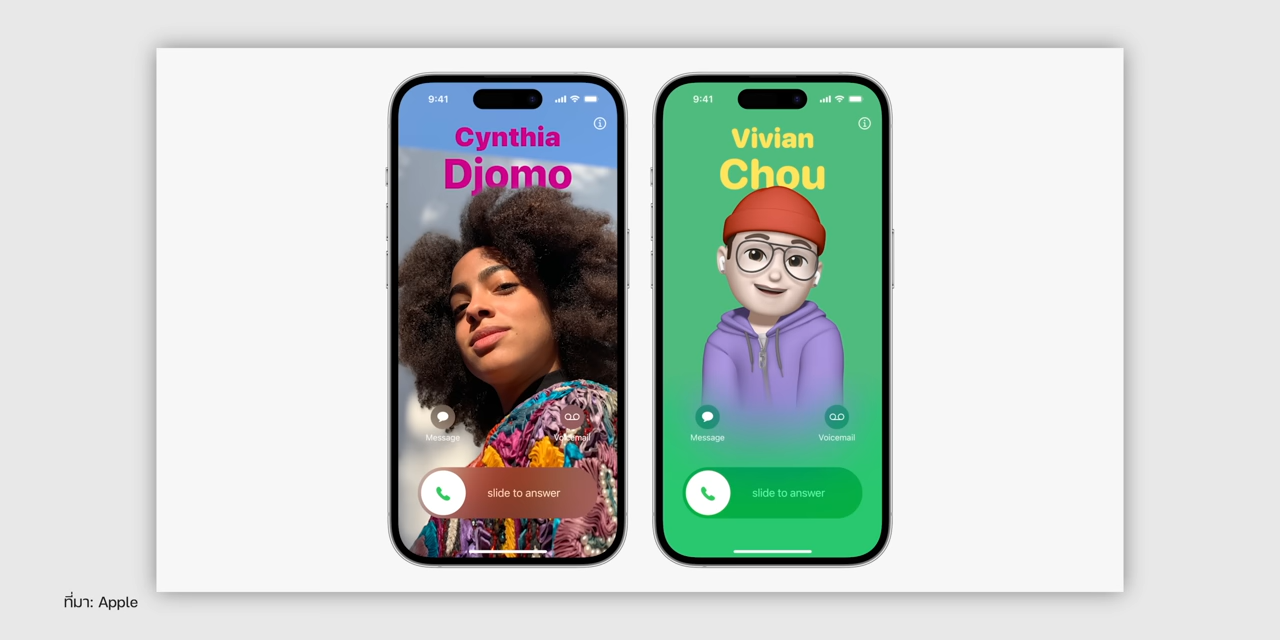 9:41
Cynthia
Djomo
Message
Voicemail
slide to answer
9:41
Vivian
Chou
Message
Voicemail
slide to answer
ที่มา: Apple